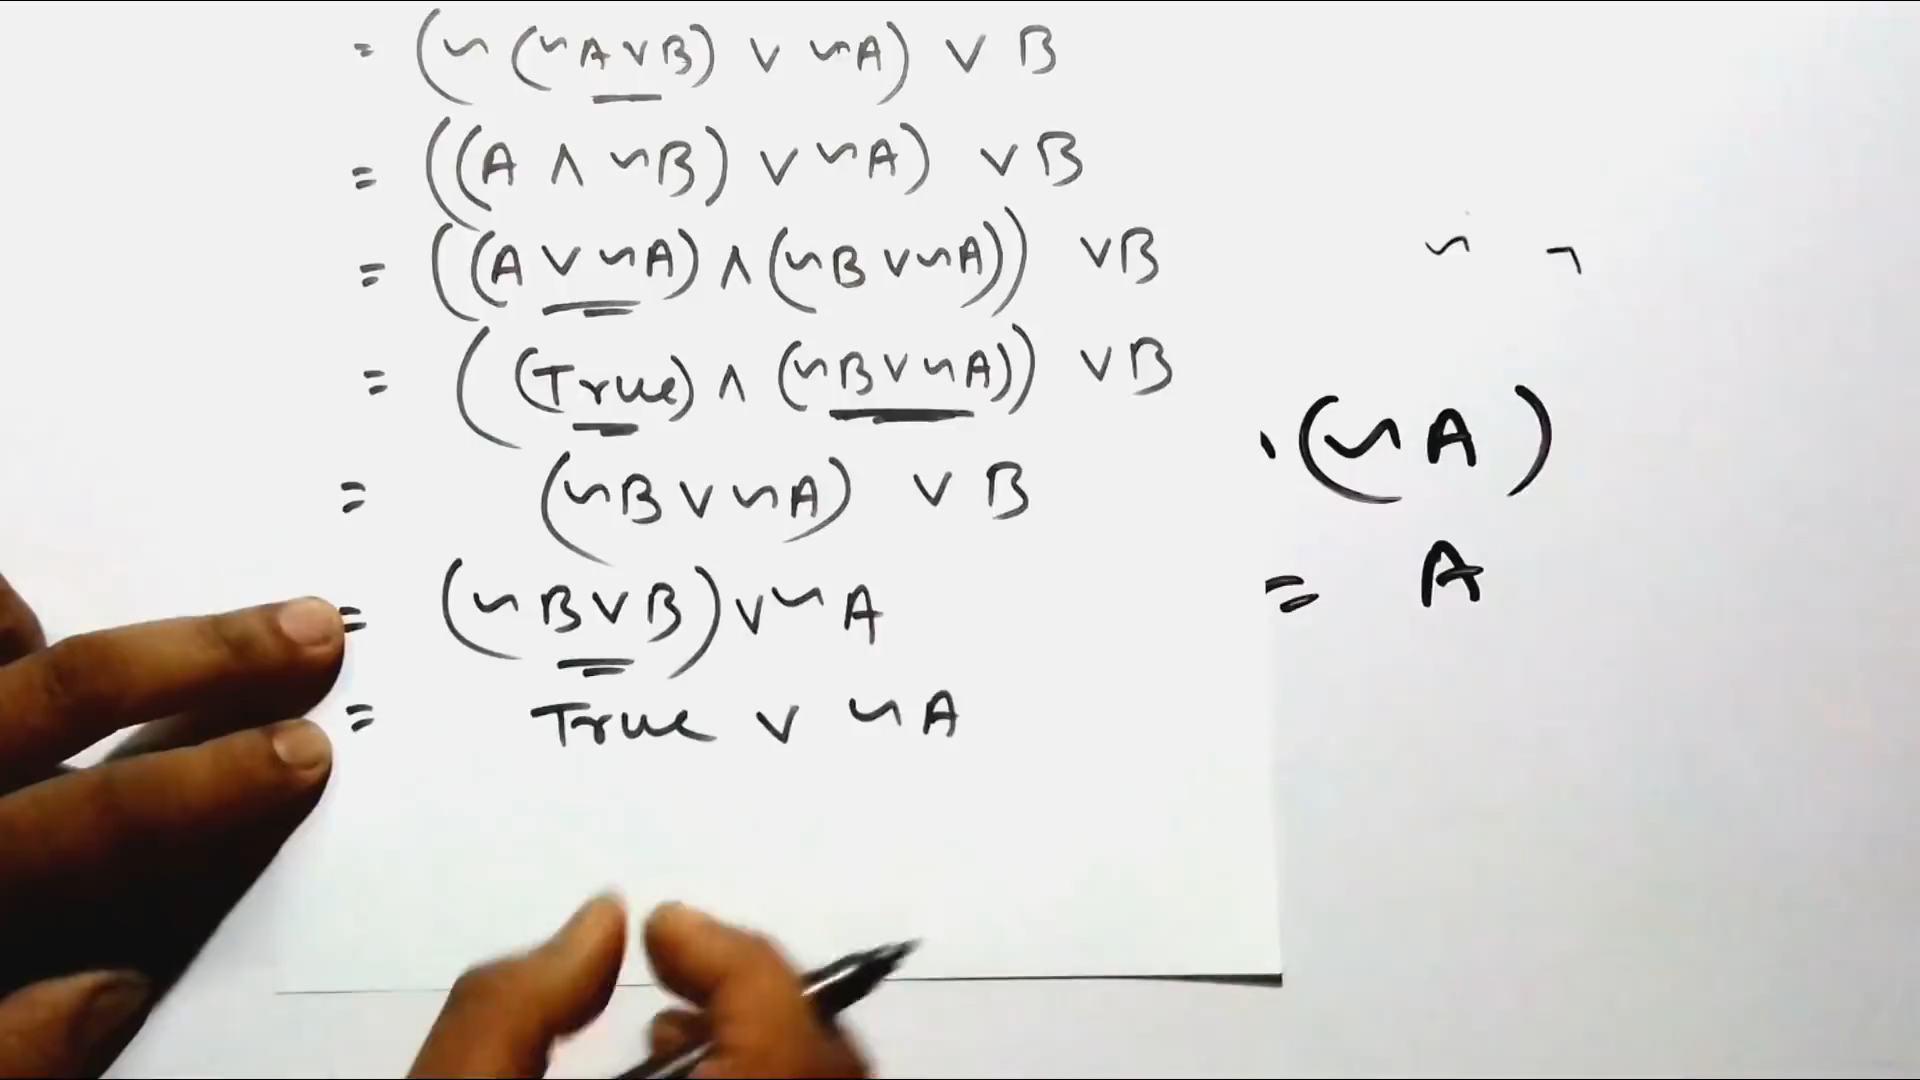 = (~ (~A ∨ B) ∨ ~A) ∨ B
= ((A ∧ ~B) ∨ ~A) ∨ B
= ((A ∨ ~A) ∧ (~B ∨ ~A)) ∨ B
= ((True) ∧ (~B ∨ ~A)) ∨ B
= (~B ∨ ~A) ∨ B
= (~B ∨ B) ∨ ~A
= True ∨ ~A
~ ¬
(~A)
= A